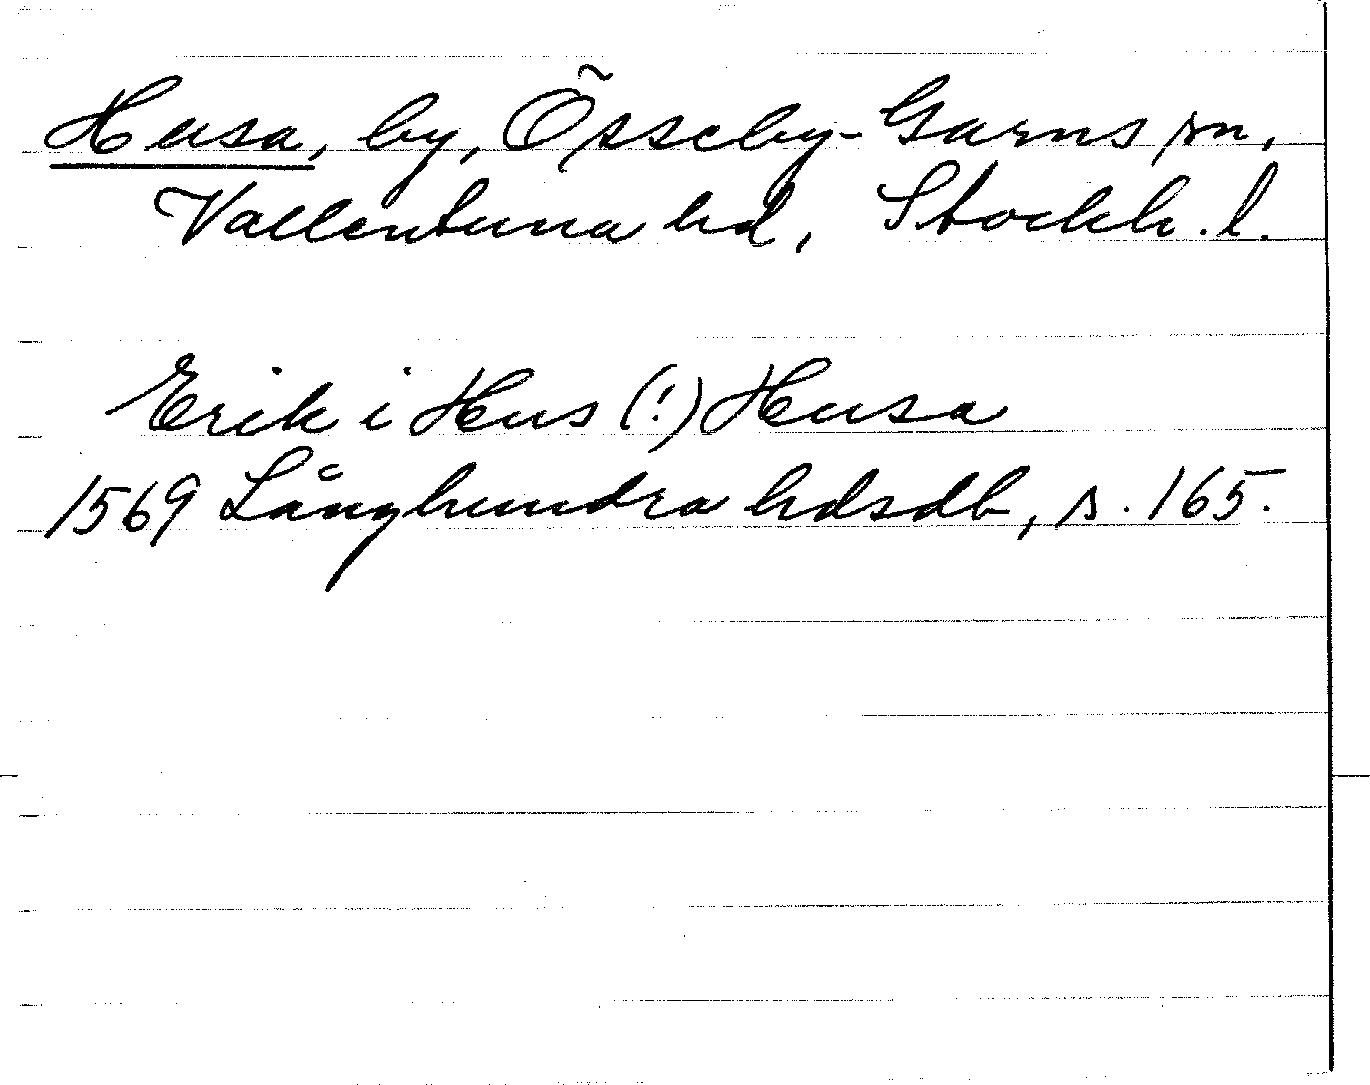 Husa, by, Össeby-Garns sn,
Vallentuna hd, Stockh. l.
Erik i Hus (!) Husa
1569 Långhundra hdsdb, s. 165.